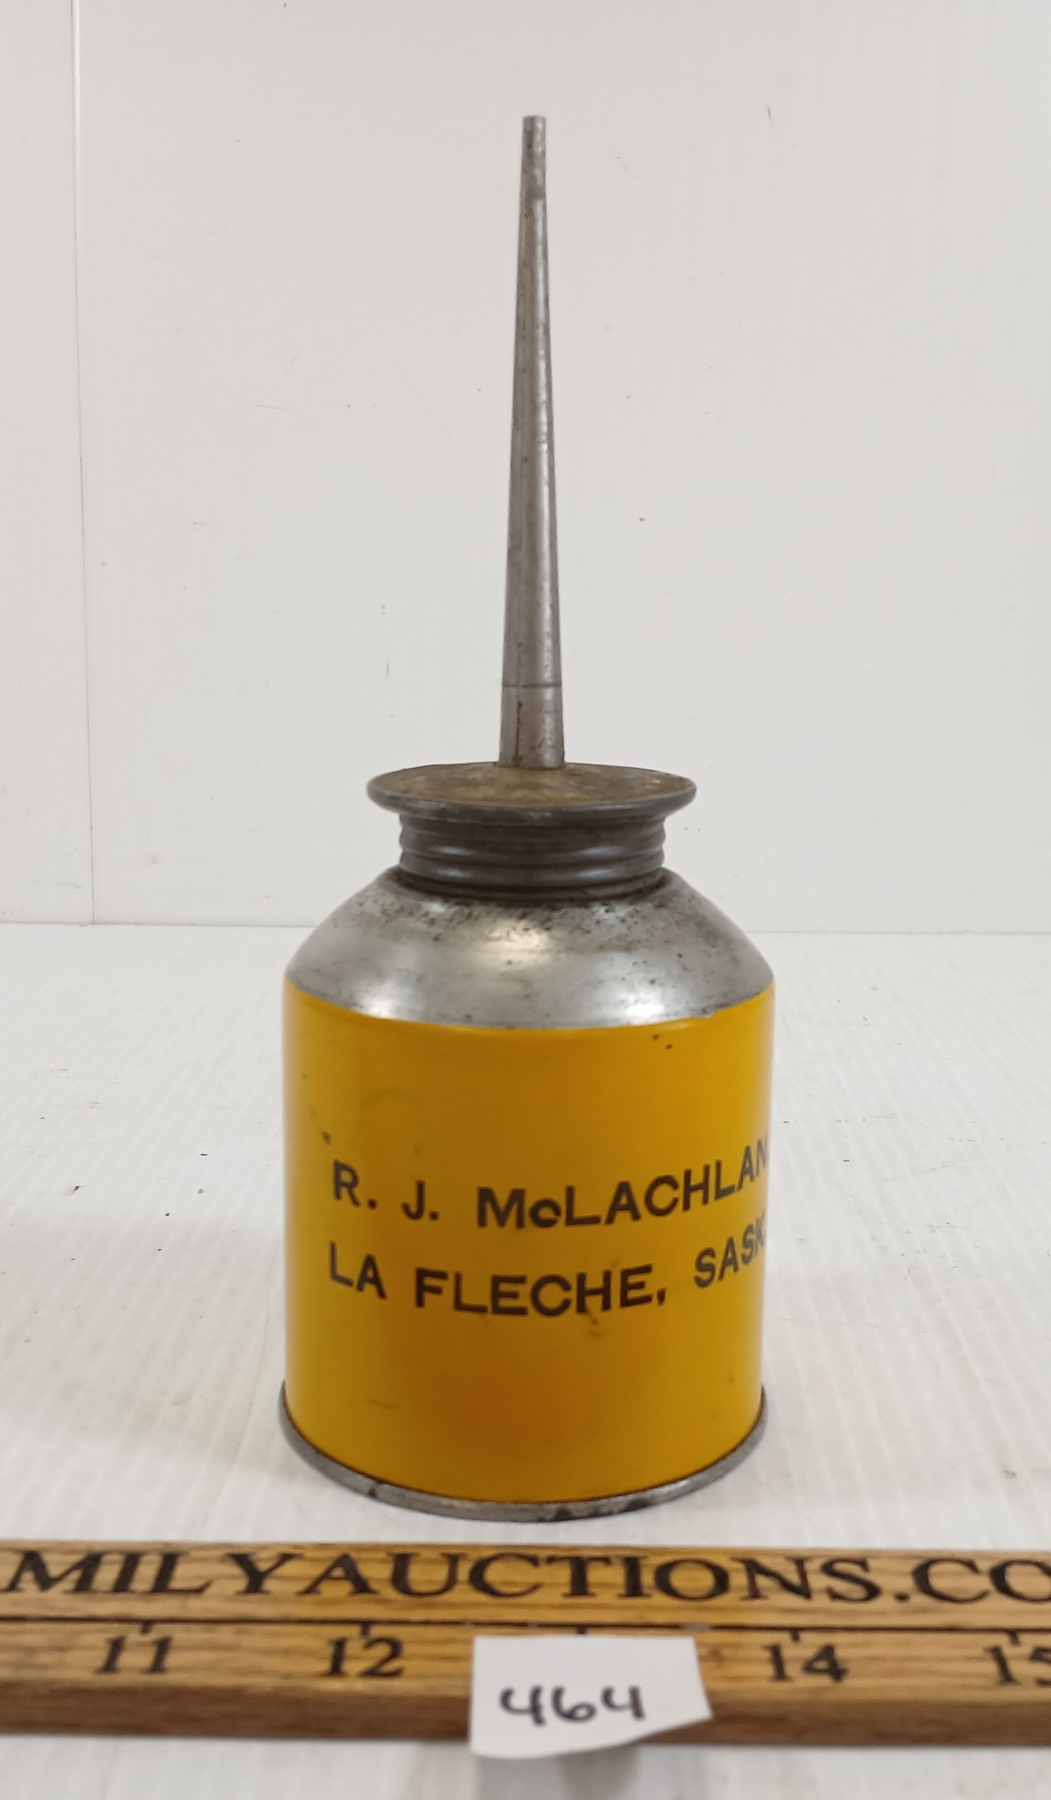 R. J. McLACHLAN
LA FLECHE, SASK.
MILYAUCTIONS.CO
11 12 14 15
464